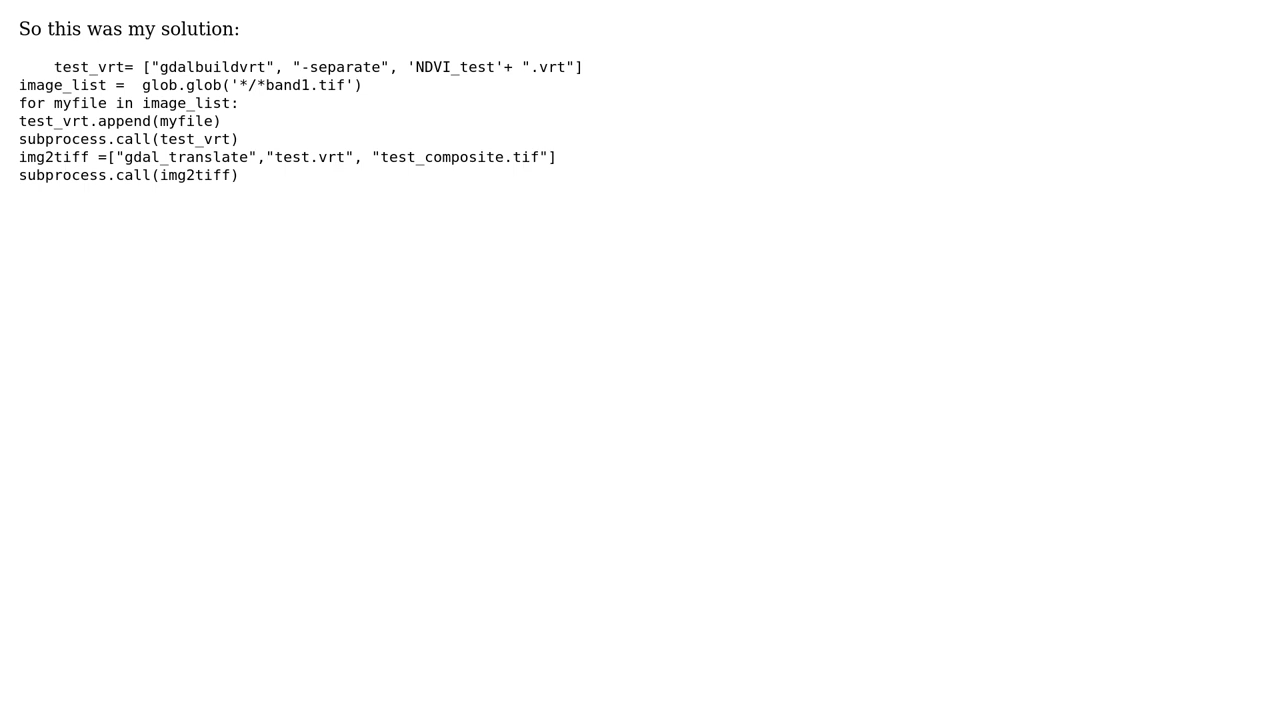 So this was my solution:
    test_vrt= ["gdalbuildvrt", "-separate", 'NDVI_test'+ ".vrt"]
image_list =  glob.glob('*/*band1.tif')
for myfile in image_list:
test_vrt.append(myfile)
subprocess.call(test_vrt)
img2tiff =["gdal_translate","test.vrt", "test_composite.tif"]
subprocess.call(img2tiff)